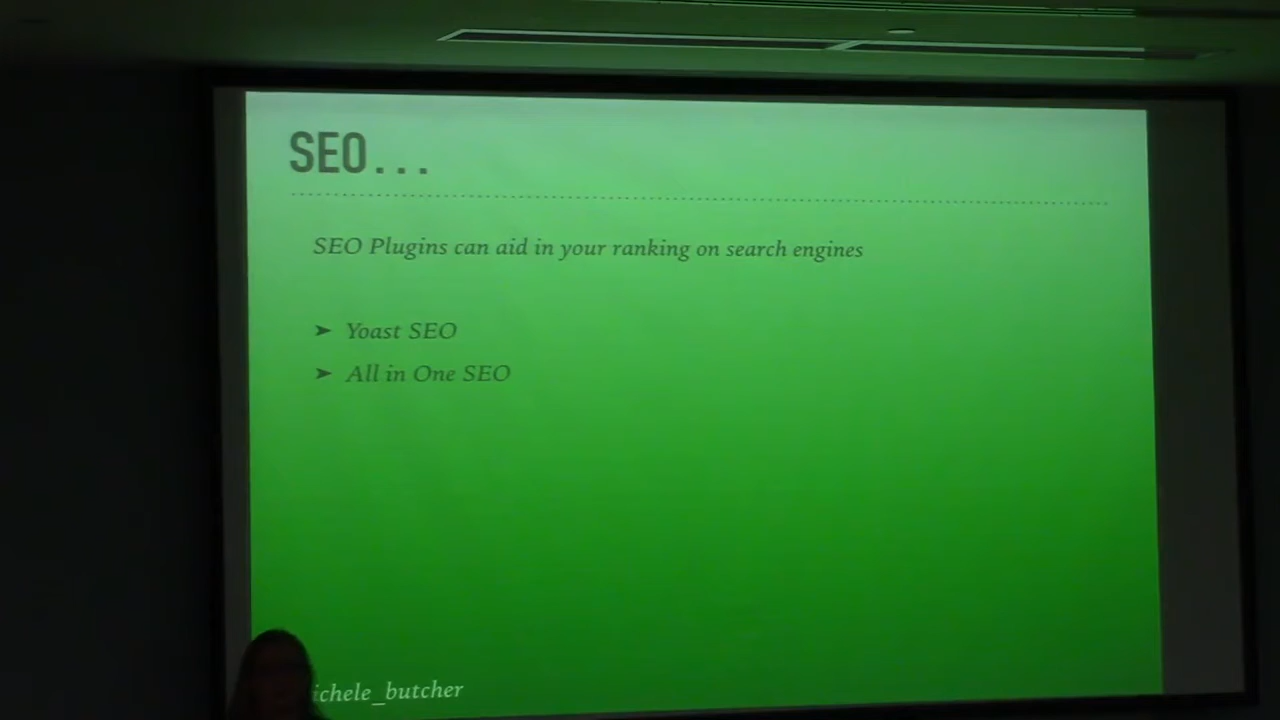 SEO...
SEO Plugins can aid in your ranking on search engines
➤ Yoast SEO
➤ All in One SEO
ichele_butcher